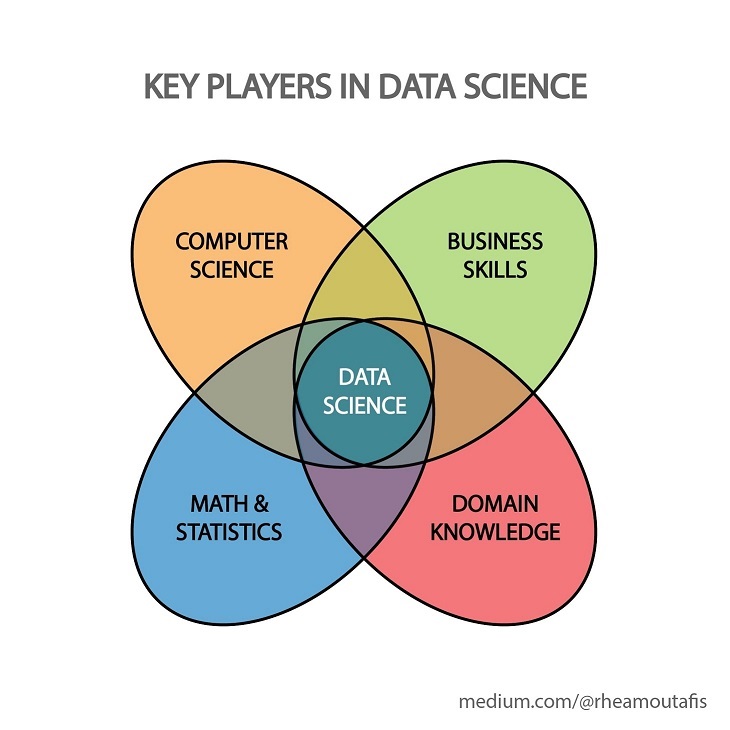 KEY PLAYERS IN DATA SCIENCE
COMPUTER
SCIENCE
BUSINESS
SKILLS
DATA
SCIENCE
MATH &
STATISTICS
DOMAIN
KNOWLEDGE
medium.com/@rheamoutafis